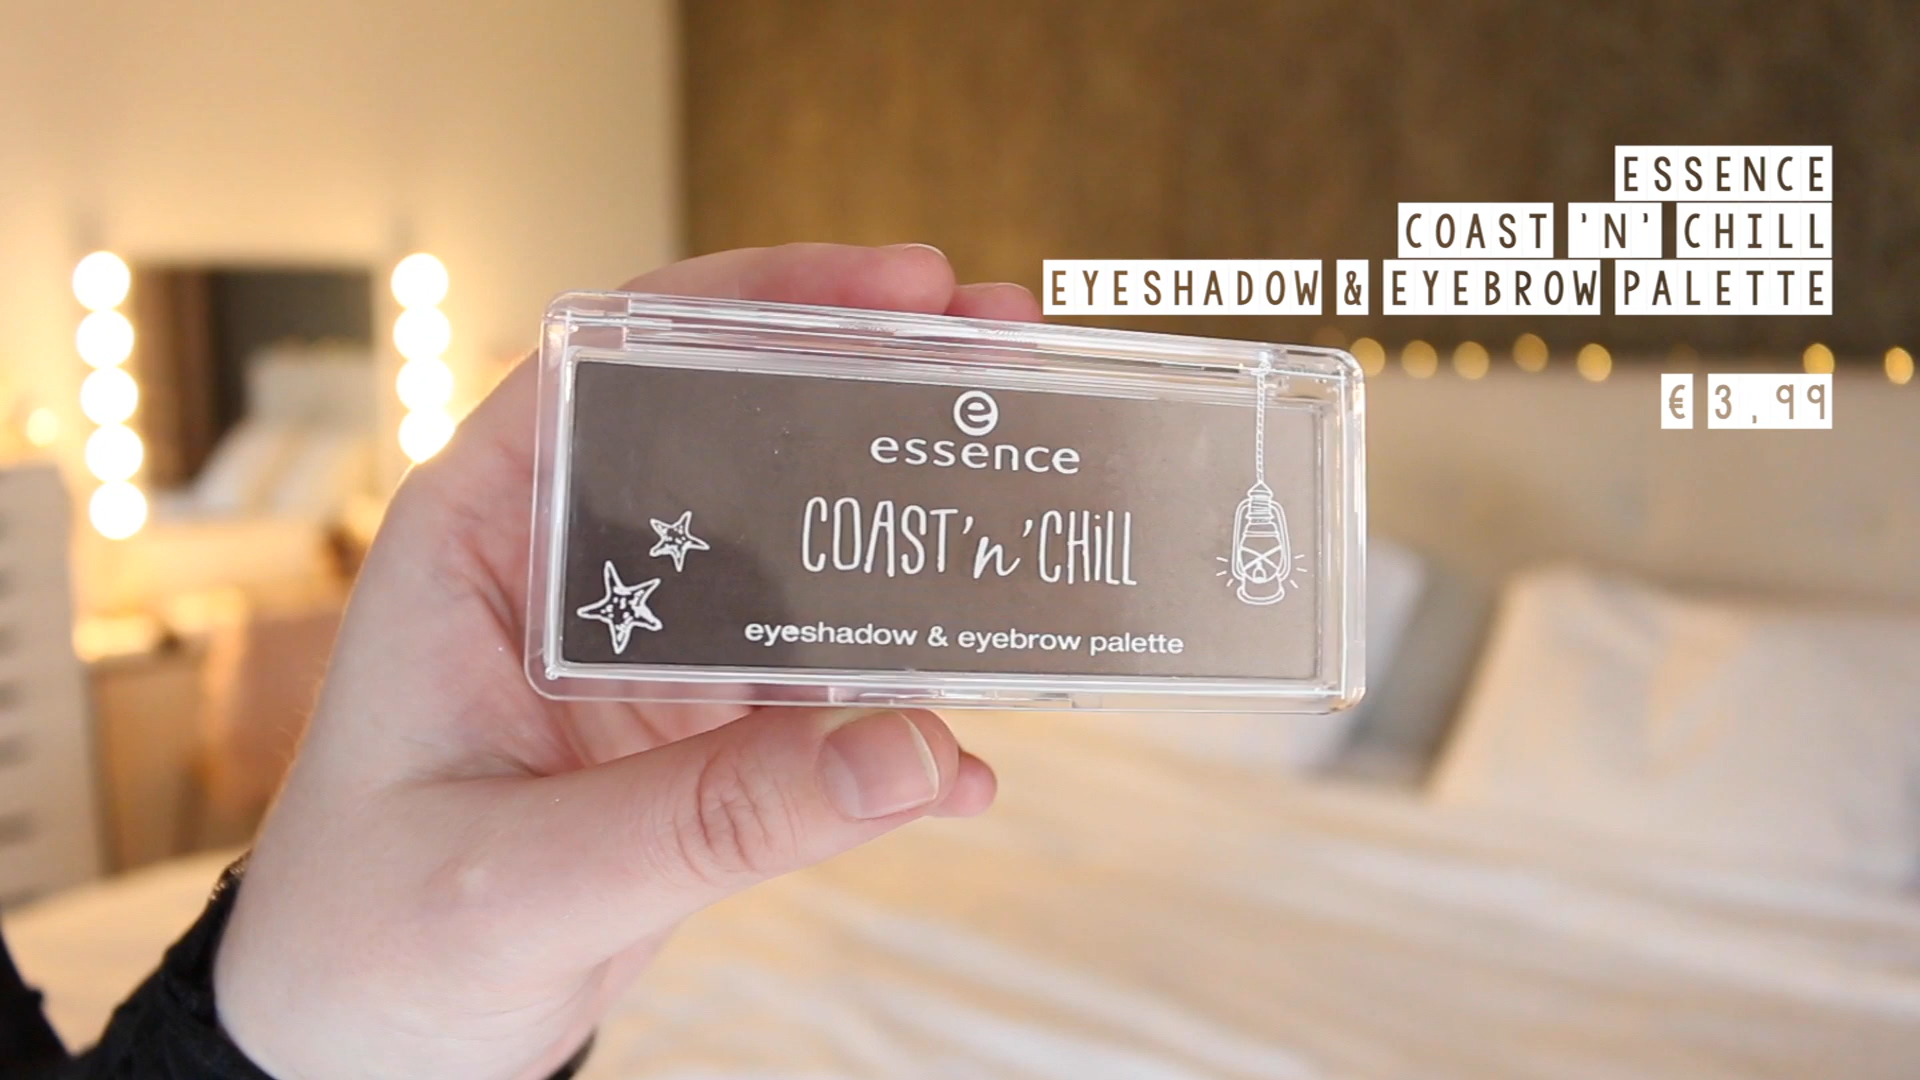 ESSENCE
COAST 'N' CHILL
EYESHADOW & EYEBROW PALETTE
€ 3,99
e
essence
COAST'n'CHiLL
eyeshadow & eyebrow palette